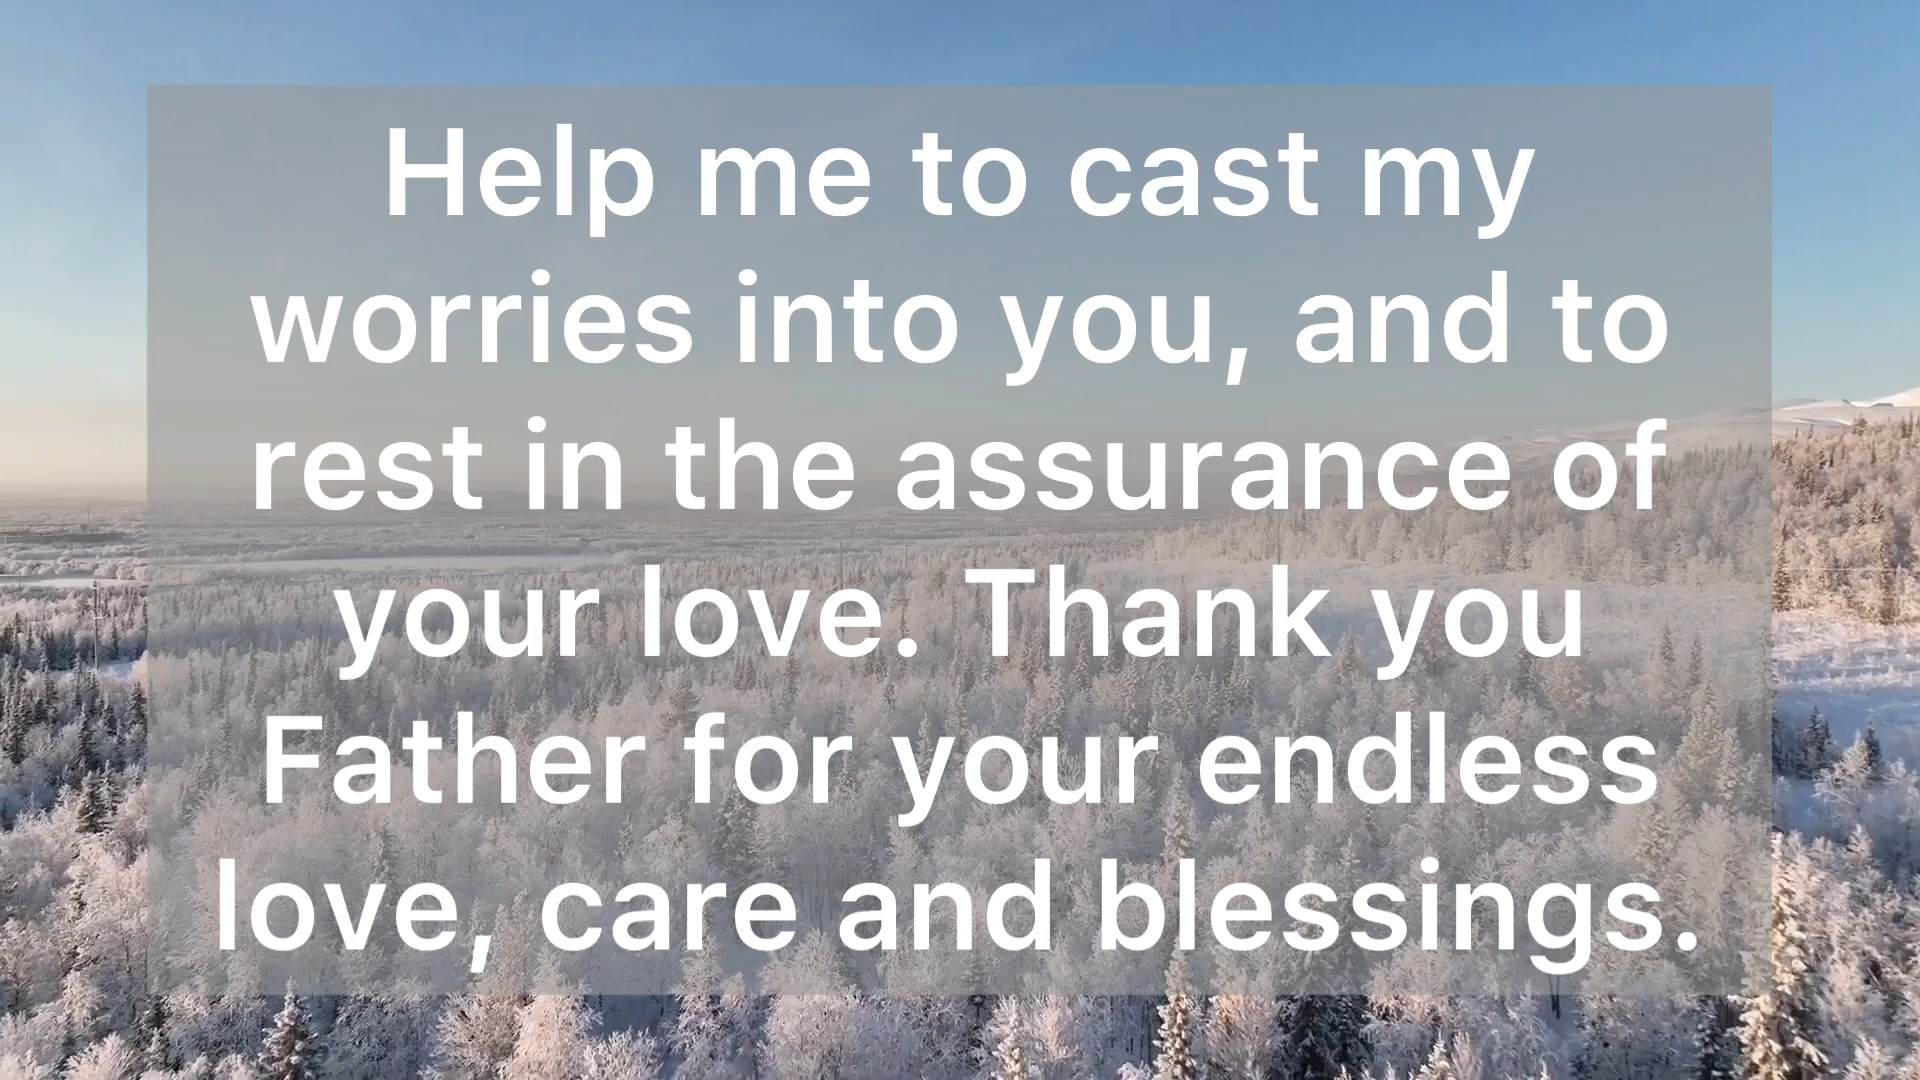 Help me to cast my
worries into you, and to
rest in the assurance of
your love. Thank you
Father for your endless
love, care and blessings.